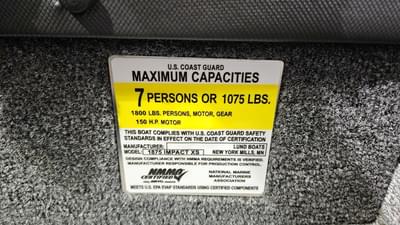 U.S. COAST GUARD
MAXIMUM CAPACITIES
7 PERSONS OR 1075 LBS.
1800 LBS. PERSONS, MOTOR, GEAR
150 H.P. MOTOR
THIS BOAT COMPLIES WITH U.S. COAST GUARD SAFETY
STANDARDS IN EFFECT ON THE DATE OF CERTIFICATION
MANUFACTURER: LUND BOATS
MODEL: 1875 IMPACT XS NEW YORK MILLS, MN
DESIGN COMPLIANCE WITH NMMA REQUIREMENTS IS VERIFIED.
MANUFACTURER RESPONSIBLE FOR PRODUCTION CONTROL.
NMMA NATIONAL MARINE
CERTIFIED MANUFACTURERS
ASSOCIATION
MEETS U.S. EPA EVAP STANDARDS USING CERTIFIED COMPONENTS